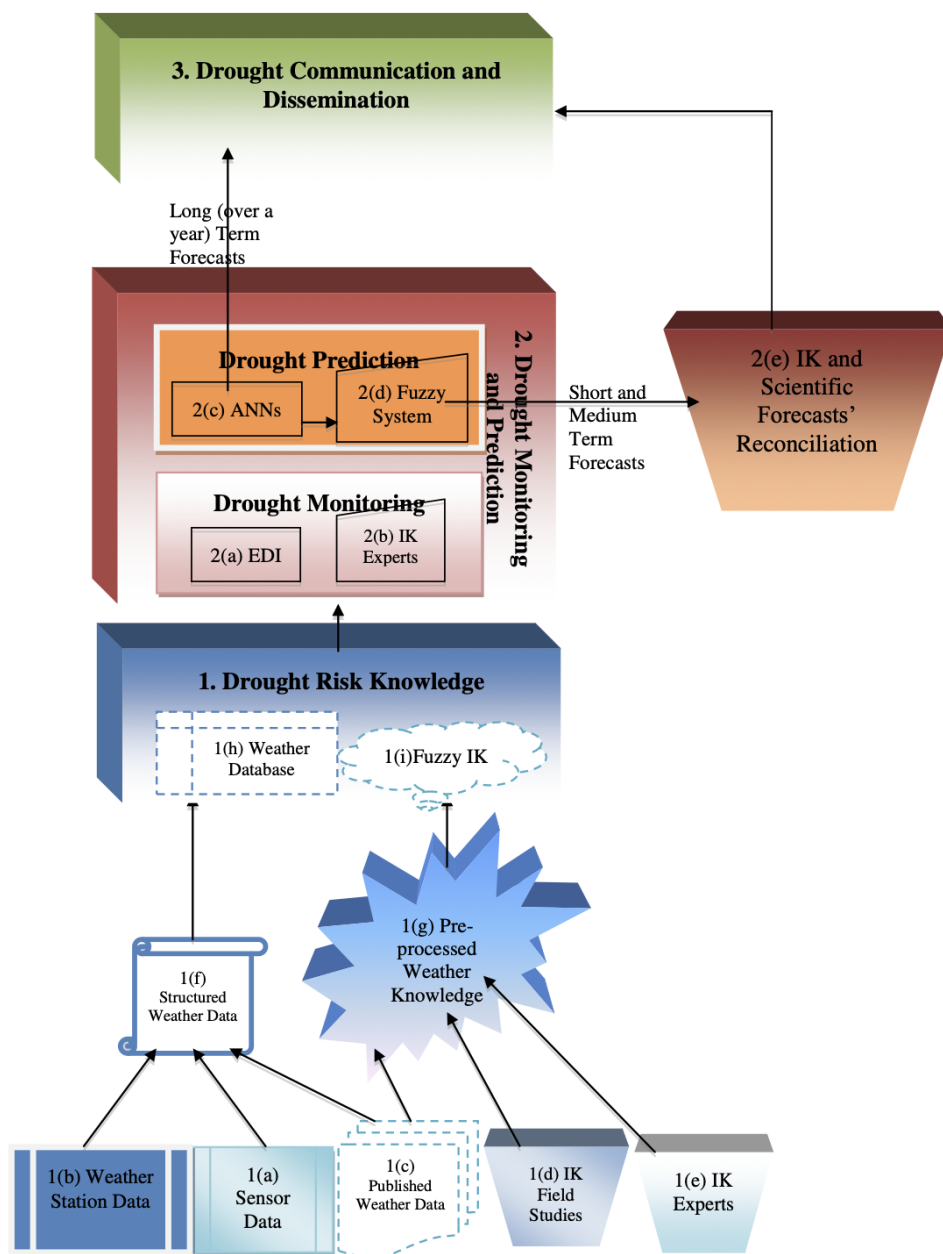 3. Drought Communication and
Dissemination
Long (over a
year) Term
Forecasts
2. Drought Monitoring
and Prediction
Drought Prediction
2(c) ANNs
2(d) Fuzzy
System
Short and
Medium
Term
Forecasts
2(e) IK and
Scientific
Forecasts’
Reconciliation
Drought Monitoring
2(a) EDI
2(b) IK
Experts
1. Drought Risk Knowledge
1(h) Weather
Database
1(i)Fuzzy IK
1(g) Pre-
processed
Weather
Knowledge
1(f)
Structured
Weather Data
1(b) Weather
Station Data
1(a)
Sensor
Data
1(c)
Published
Weather Data
1(d) IK
Field
Studies
1(e) IK
Experts